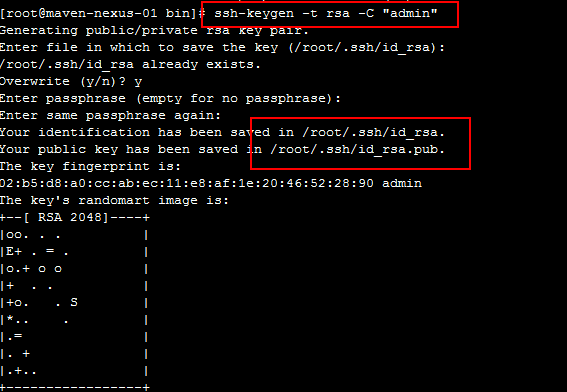 [root@maven-nexus-01 bin]# ssh-keygen -t rsa -C "admin"
Generating public/private rsa key pair.
Enter file in which to save the key (/root/.ssh/id_rsa):
/root/.ssh/id_rsa already exists.
Overwrite (y/n)? y
Enter passphrase (empty for no passphrase):
Enter same passphrase again:
Your identification has been saved in /root/.ssh/id_rsa.
Your public key has been saved in /root/.ssh/id_rsa.pub.
The key fingerprint is:
02:b5:d8:a0:cc:ab:ec:11:e8:af:1e:20:46:52:28:90 admin
The key's randomart image is:
+--[ RSA 2048]----+
|oo. . .          |
|E+ . = .         |
|o.+ o o          |
|+  . .           |
|+o.   . S        |
|*..    .         |
|.=               |
|. +              |
|.+..             |
+-----------------+